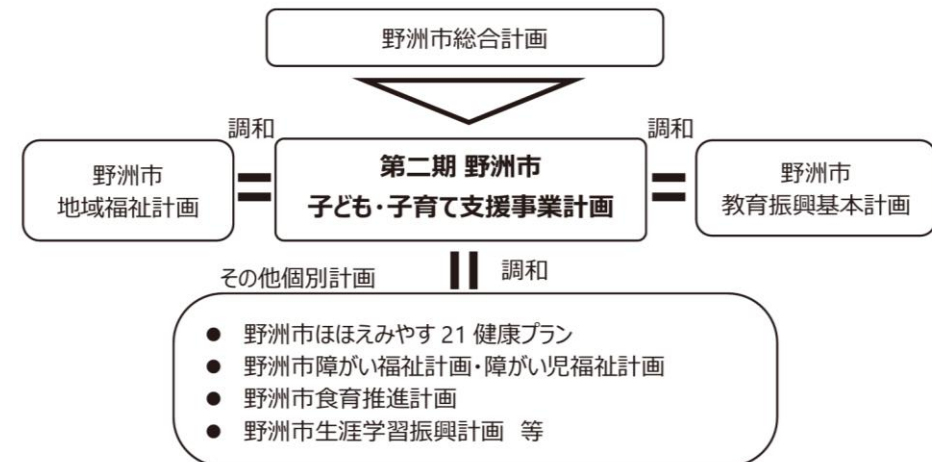 野洲市総合計画
調和
調和
野洲市
地域福祉計画
第二期 野洲市
子ども・子育て支援事業計画
野洲市
教育振興基本計画
その他個別計画
調和
● 野洲市ほほえみやす 21 健康プラン
● 野洲市障がい福祉計画・障がい児福祉計画
● 野洲市食育推進計画
● 野洲市生涯学習振興計画 等